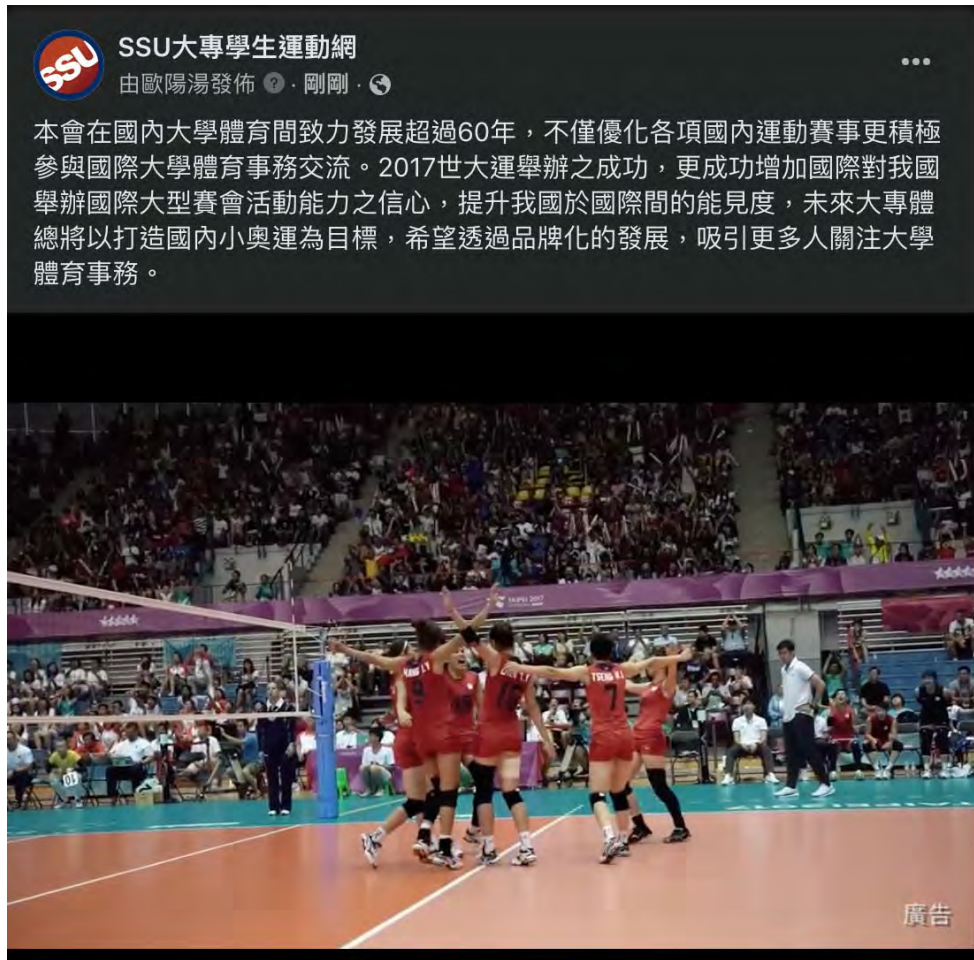 SSU
SSU大專學生運動網
由歐陽湯發佈 · 剛剛 ·
本會在國內大學體育間致力發展超過60年，不僅優化各項國內運動賽事更積極
參與國際大學體育事務交流。2017世大運舉辦之成功，更成功增加國際對我國
舉辦國際大型賽會活動能力之信心，提升我國於國際間的能見度，未來大專體
總將以打造國內小奧運為目標，希望透過品牌化的發展，吸引更多人關注大學
體育事務。
TAIPEI 2017
9
16
7
03
廣告